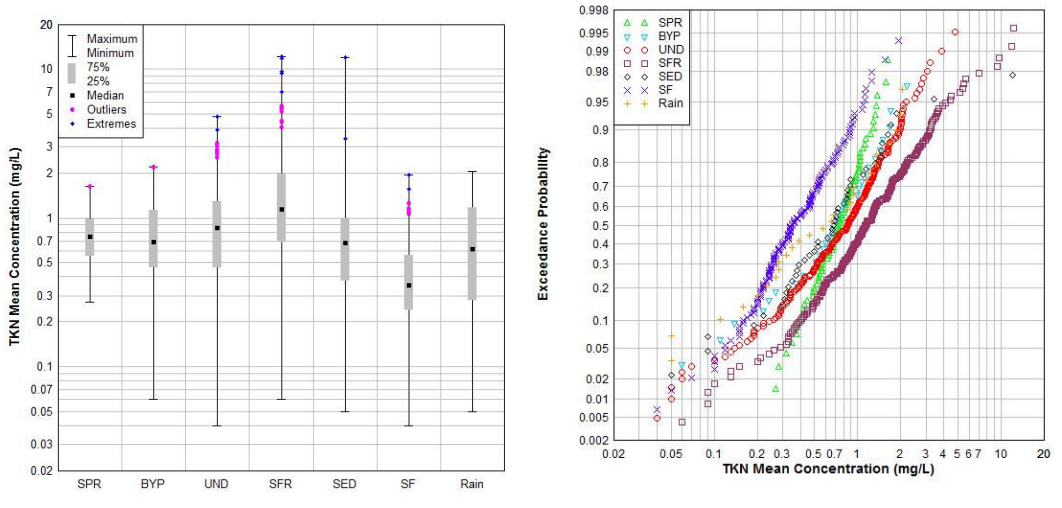 20
10
7
5
3
2
1
0.7
0.5
0.3
0.2
0.1
0.07
0.05
0.03
0.02
TKN Mean Concentration (mg/L)
Maximum
Minimum
75%
25%
Median
Outliers
Extremes
SPR BYP UND SFR SED SF Rain
0.998
0.995
0.99
0.98
0.95
0.9
0.8
0.7
0.6
0.5
0.4
0.3
0.2
0.1
0.05
0.02
0.01
0.005
0.002
Exceedance Probability
SPR
BYP
UND
SFR
SED
SF
Rain
0.02 0.05 0.1 0.2 0.3 0.5 0.7 1 2 3 4 5 6 7 10 20
TKN Mean Concentration (mg/L)